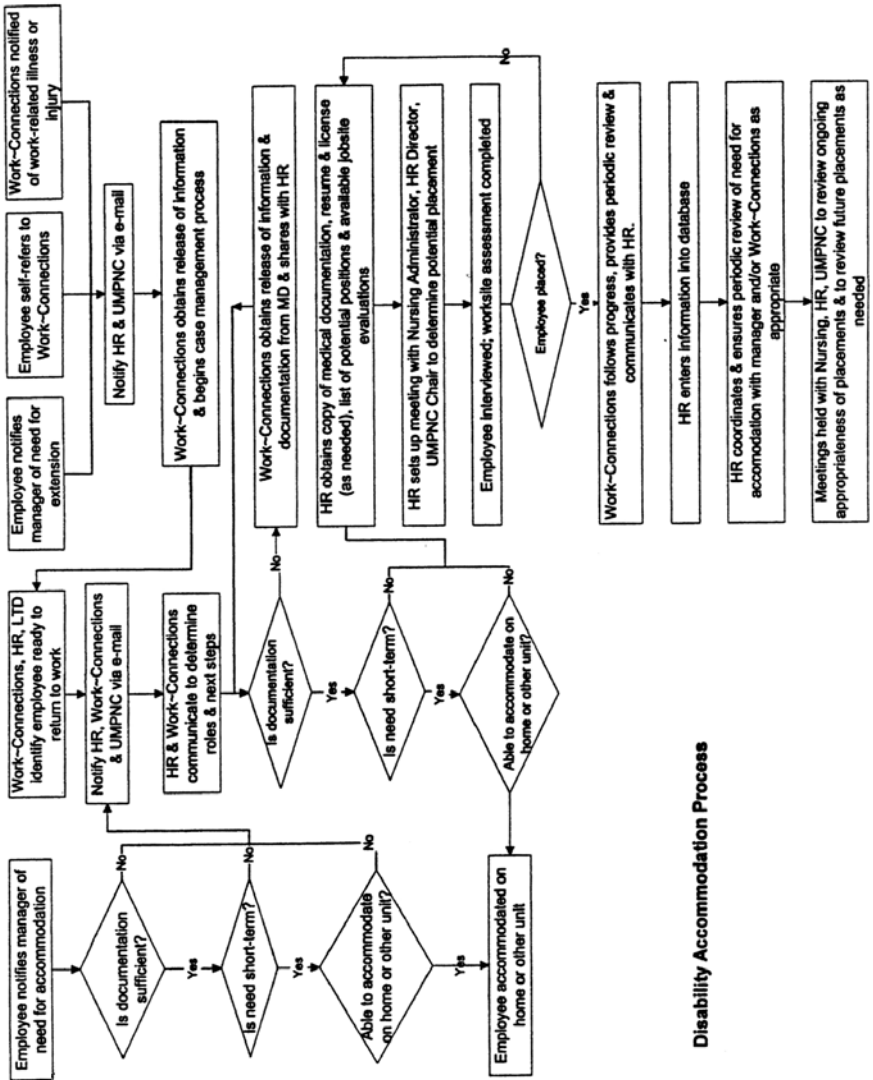 Employee notifies manager of
need for accommodation
Is documentation
sufficient?
No
Yes
Is need short-term?
No
Yes
Able to accommodate
on home or other unit?
No
Yes
Employee accommodated on
home or other unit
Work~Connections, HR, LTD
identify employee ready to
return to work
Notify HR, Work~Connections
& UMPNC via e-mail
HR & Work~Connections
communicate to determine
roles & next steps
Is documentation
sufficient?
No
Yes
Is need short-term?
No
Yes
Able to accommodate on
home or other unit?
No
Yes
Employee notifies
manager of need for
extension
Employee self-refers to
Work~Connections
Work~Connections notified
of work-related illness or
injury
Notify HR & UMPNC via e-mail
Work~Connections obtains release of information
& begins case management process
Work~Connections obtains release of information &
documentation from MD & shares with HR
HR obtains copy of medical documentation, resume & license
(as needed), list of potential positions & available jobsite
evaluations
HR sets up meeting with Nursing Administrator, HR Director,
UMPNC Chair to determine potential placement
Employee interviewed; worksite assessment completed
Employee placed?
No
Yes
Work~Connections follows progress, provides periodic review &
communicates with HR.
HR enters information into database
HR coordinates & ensures periodic review of need for
accomodation with manager and/or Work~Connections as
appropriate
Meetings held with Nursing, HR, UMPNC to review ongoing
appropriateness of placements & to review future placements as
needed
Disability Accommodation Process